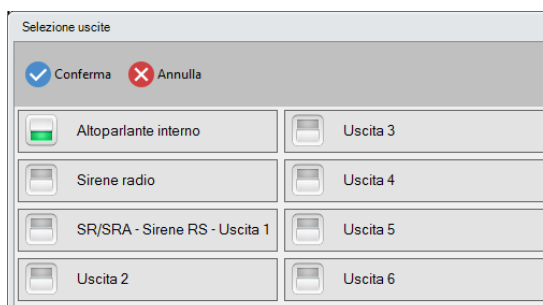 Selezione uscite
Conferma Annulla
Altoparlante interno
Sirene radio
SR/SRA - Sirene RS - Uscita 1
Uscita 2
Uscita 3
Uscita 4
Uscita 5
Uscita 6